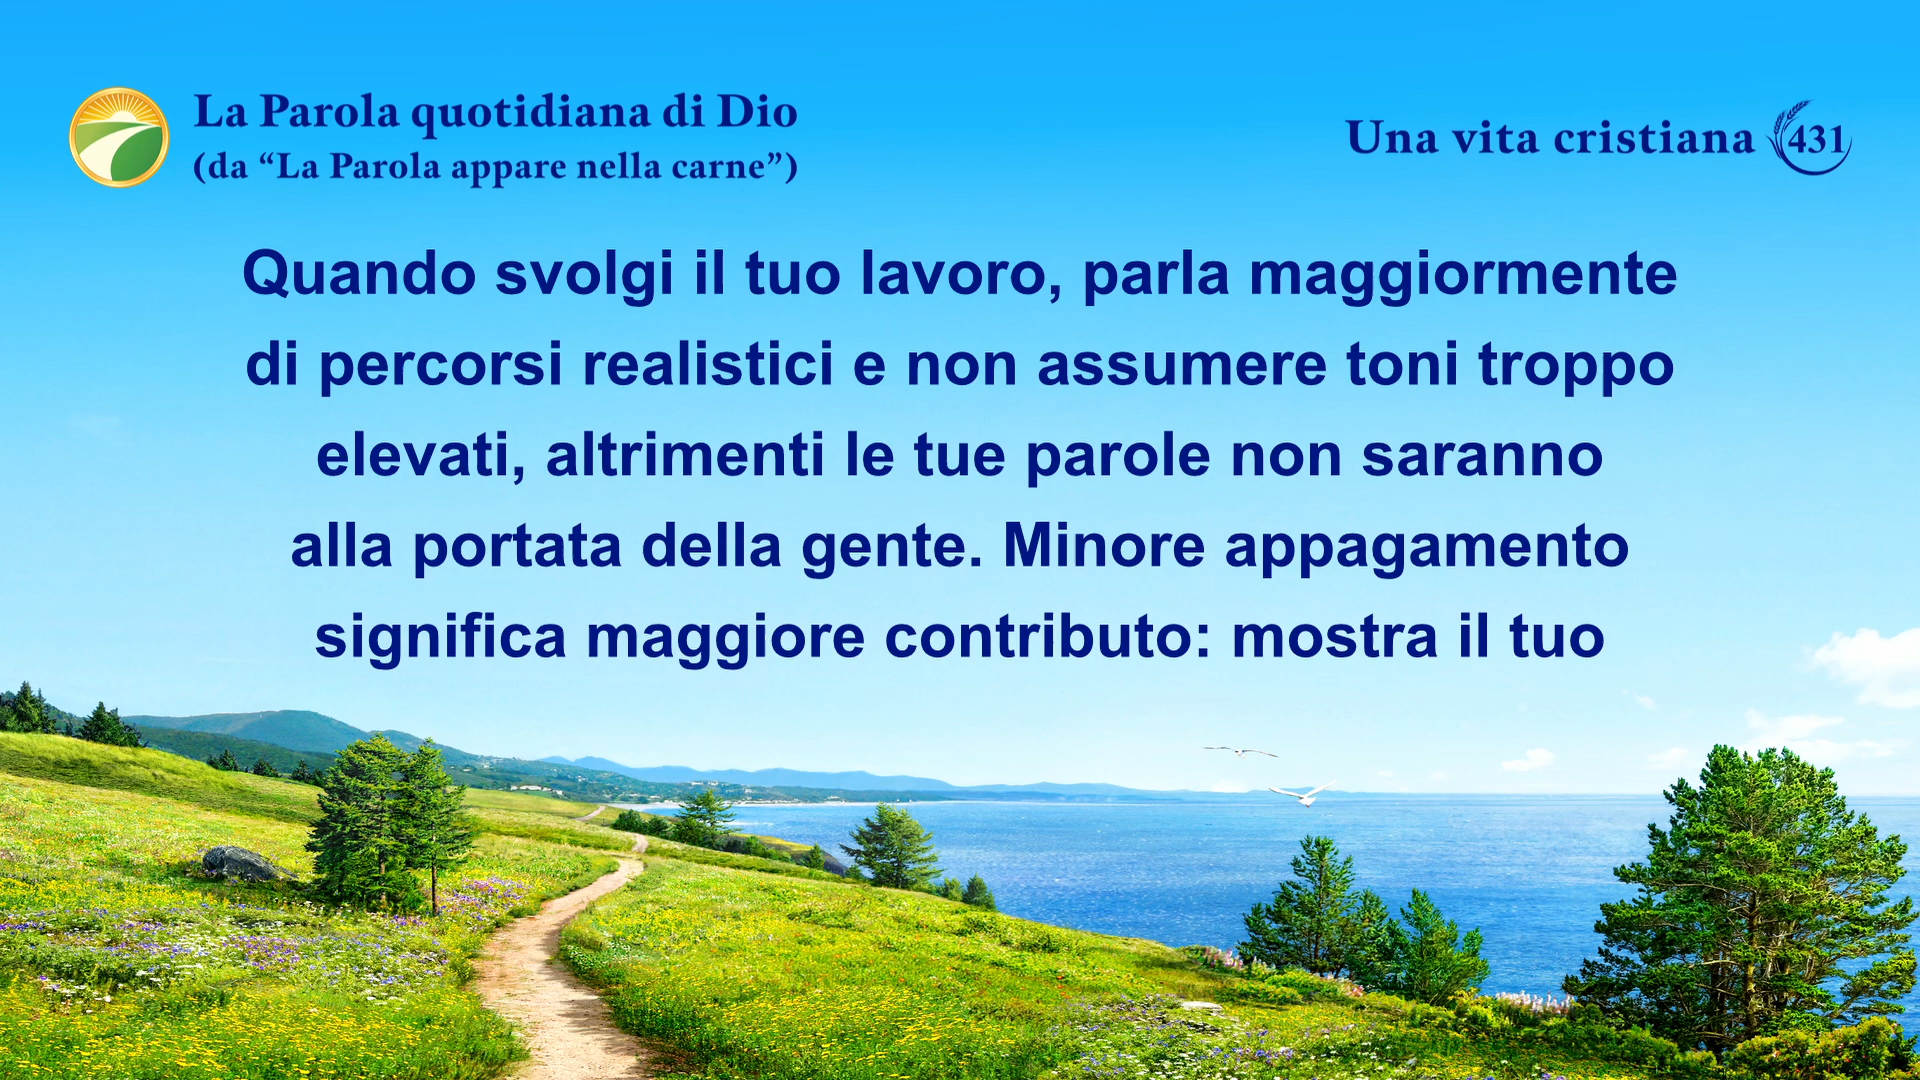 La Parola quotidiana di Dio
(da “La Parola appare nella carne”)
Una vita cristiana 431
Quando svolgi il tuo lavoro, parla maggiormente
di percorsi realistici e non assumere toni troppo
elevati, altrimenti le tue parole non saranno
alla portata della gente. Minore appagamento
significa maggiore contributo: mostra il tuo